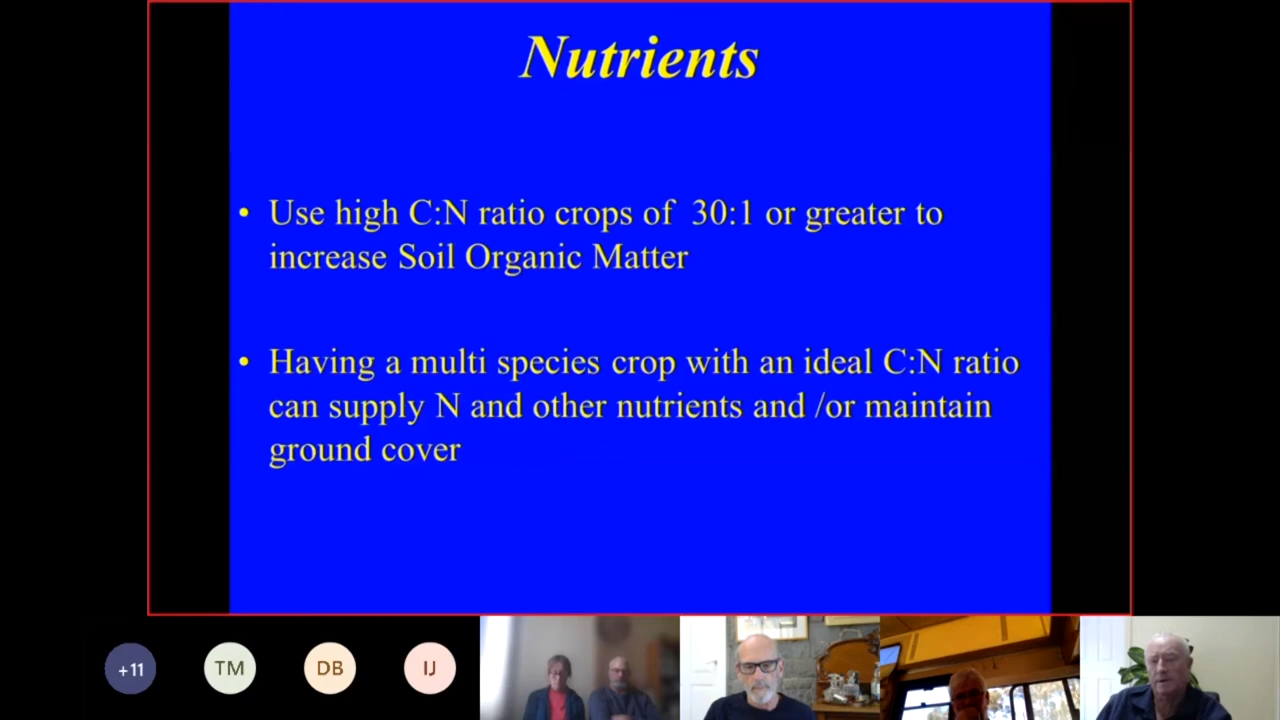 Nutrients
• Use high C:N ratio crops of 30:1 or greater to
increase Soil Organic Matter
• Having a multi species crop with an ideal C:N ratio
can supply N and other nutrients and /or maintain
ground cover
+11
TM
DB
IJ